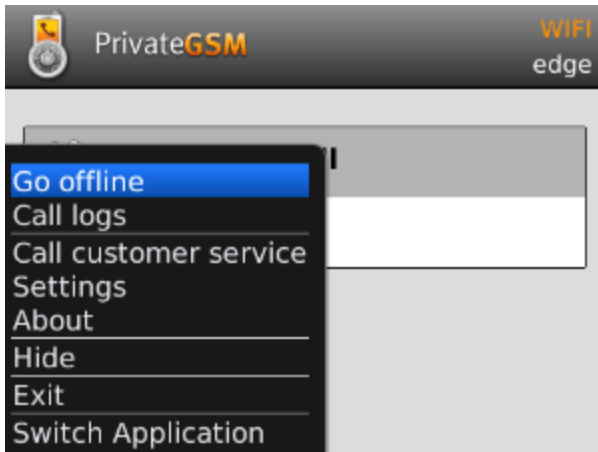 PrivateGSM
WIFI
edge
Go offline
Call logs
Call customer service
Settings
About
Hide
Exit
Switch Application